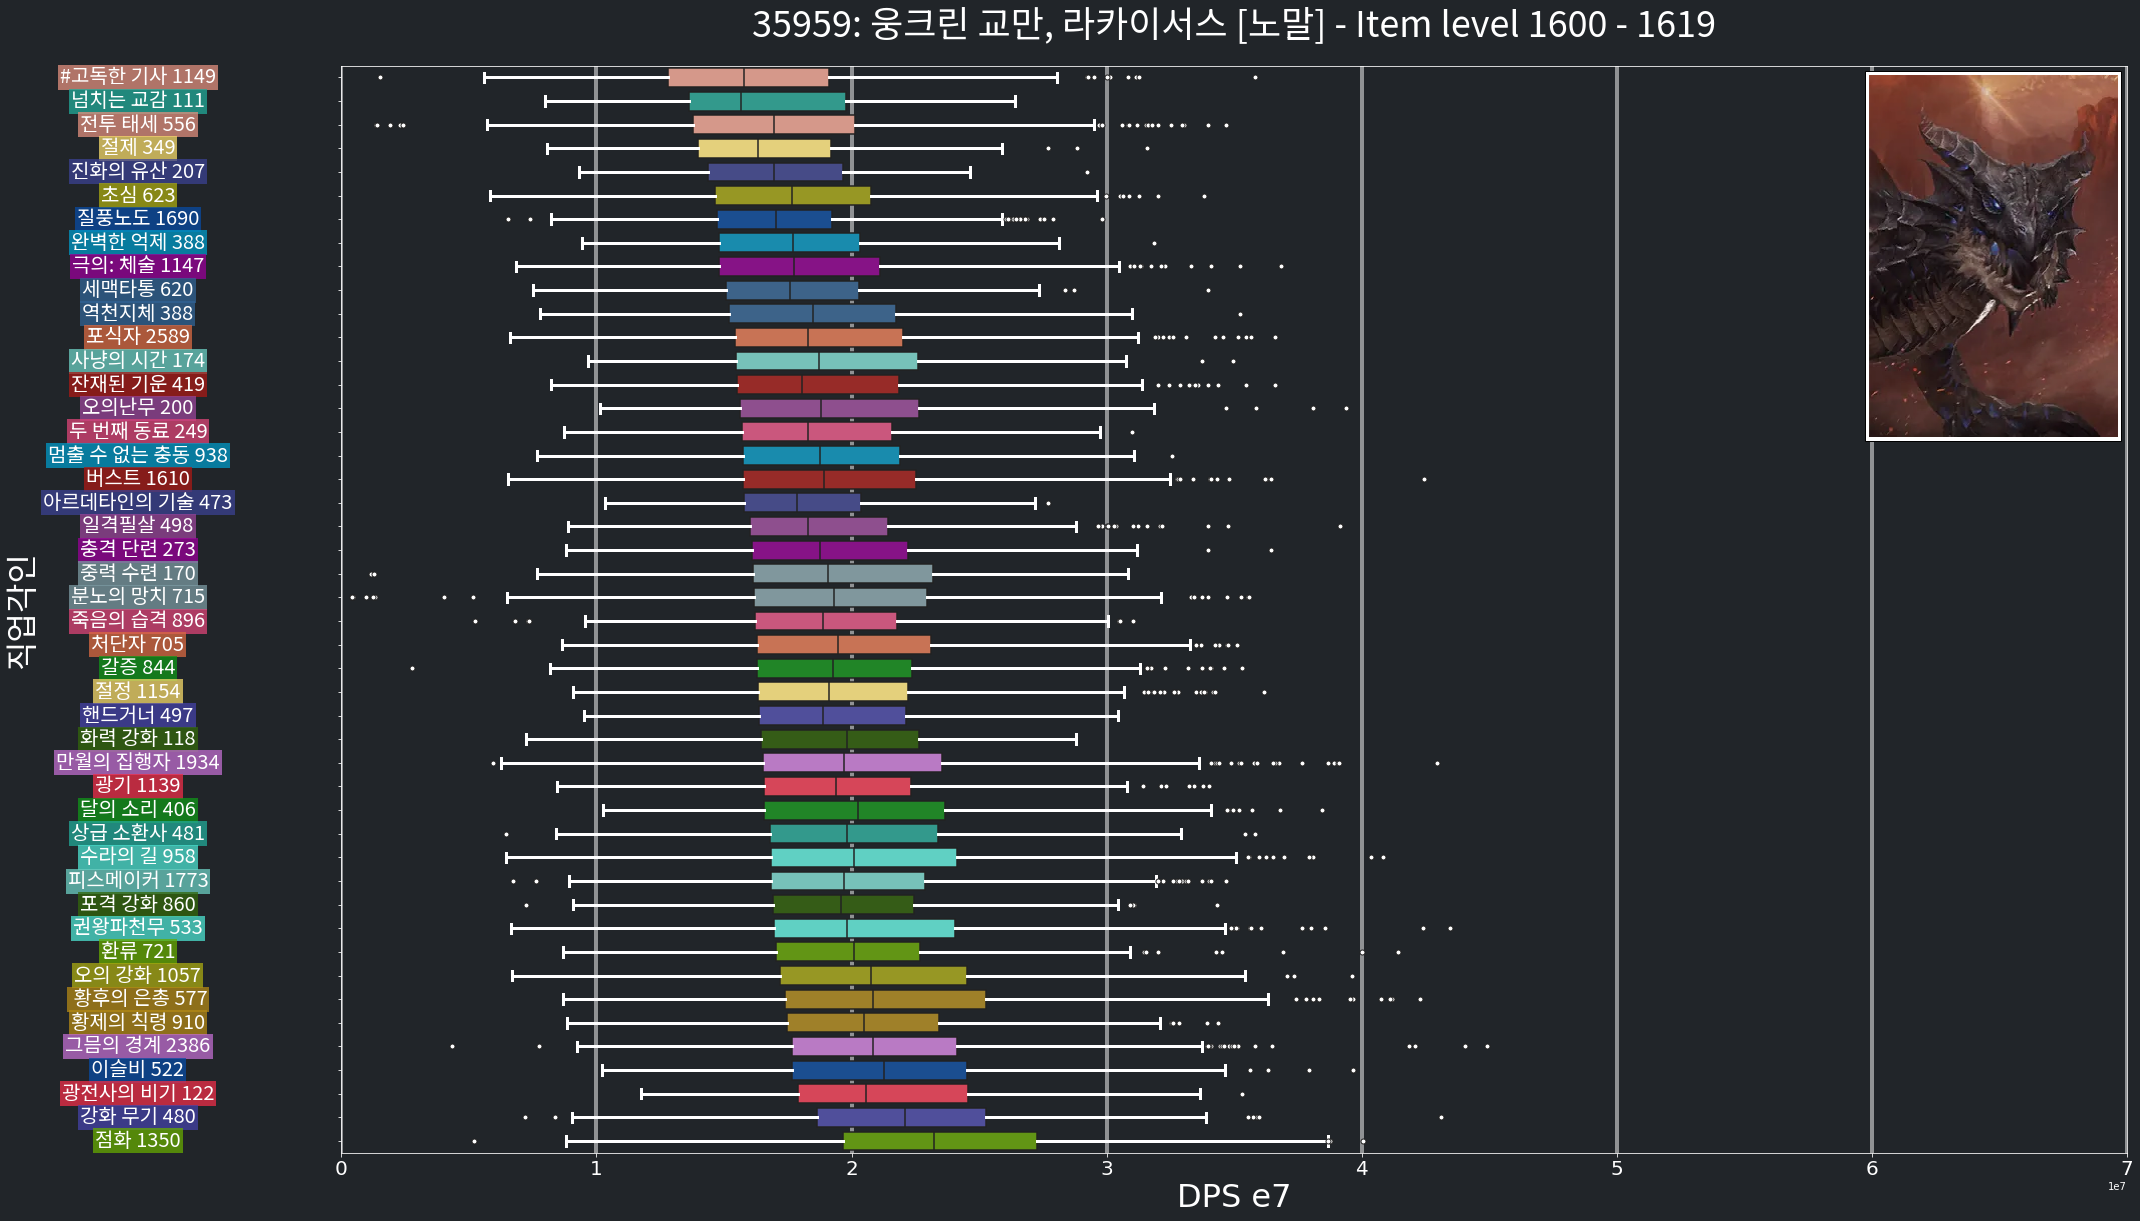 35959: 웅크린 교만, 라카이서스 [노말] - Item level 1600 - 1619
직업각인
#고독한 기사 1149
넘치는 교감 111
전투 태세 556
절제 349
진화의 유산 207
초심 623
질풍노도 1690
완벽한 억제 388
극의: 체술 1147
세맥타통 620
역천지체 388
포식자 2589
사냥의 시간 174
잔재된 기운 419
오의난무 200
두 번째 동료 249
멈출 수 없는 충동 938
버스트 1610
아르데타인의 기술 473
일격필살 498
충격 단련 273
중력 수련 170
분노의 망치 715
죽음의 습격 896
처단자 705
갈증 844
절정 1154
핸드거너 497
화력 강화 118
만월의 집행자 1934
광기 1139
달의 소리 406
상급 소환사 481
수라의 길 958
피스메이커 1773
포격 강화 860
권왕파천무 533
환류 721
오의 강화 1057
황후의 은총 577
황제의 칙령 910
그믐의 경계 2386
이슬비 522
광전사의 비기 122
강화 무기 480
점화 1350
0 1 2 3 4 5 6 7
1e7
DPS e7